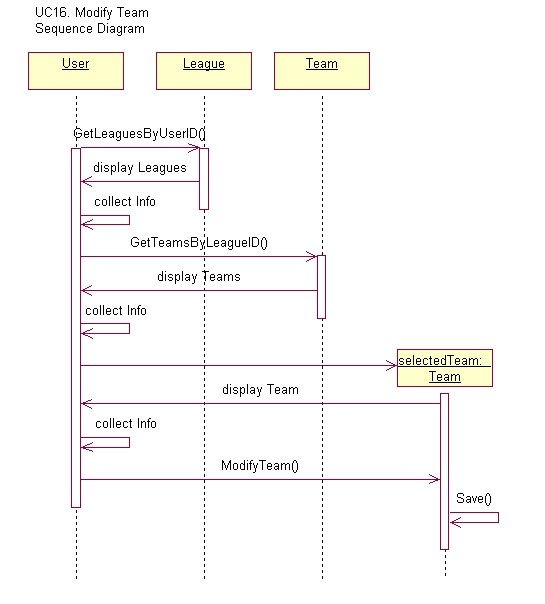 UC16. Modify Team
Sequence Diagram
User
League
Team
GetLeaguesByUserID()
display Leagues
collect Info
GetTeamsByLeagueID()
display Teams
collect Info
selectedTeam:
Team
display Team
collect Info
ModifyTeam()
Save()